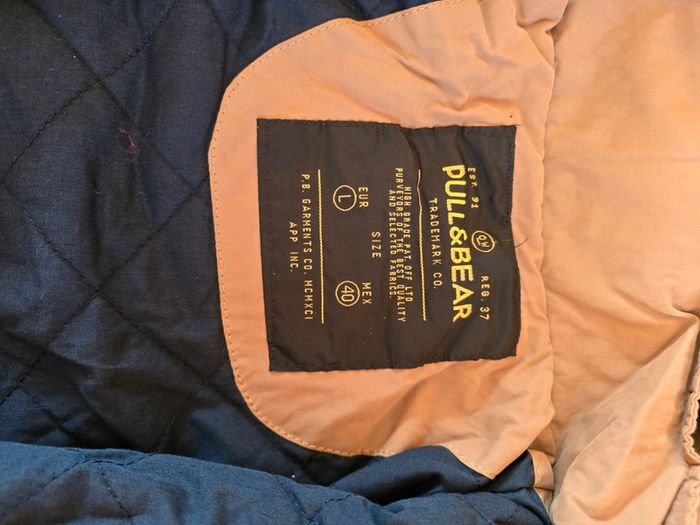 EST. 91 Q.W REG. 37
PULL&BEAR
TRADEMARK CO.
HIGH GRADE PAT. OFF LTD
PURVEYORS OF THE BEST QUALITY
AND SELECTED FABRICS.
SIZE
EUR MEX
L 40
P.B. GARMENTS CO. MCMXCI
APP INC.